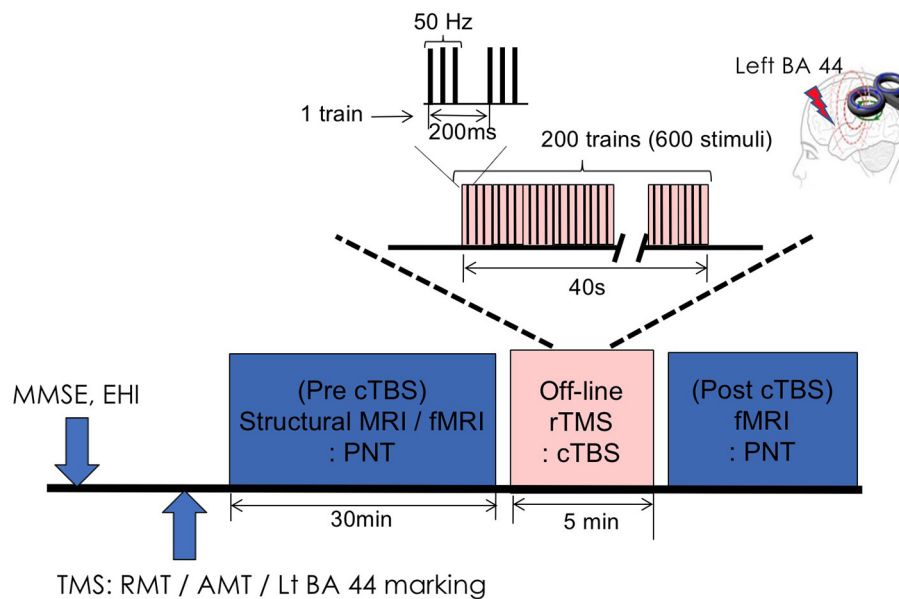 50 Hz
Left BA 44
1 train
200ms
200 trains (600 stimuli)
40s
MMSE, EHI
(Pre cTBS)
Structural MRI / fMRI
: PNT
Off-line
rTMS
: cTBS
(Post cTBS)
fMRI
: PNT
30min
5 min
TMS: RMT / AMT / Lt BA 44 marking